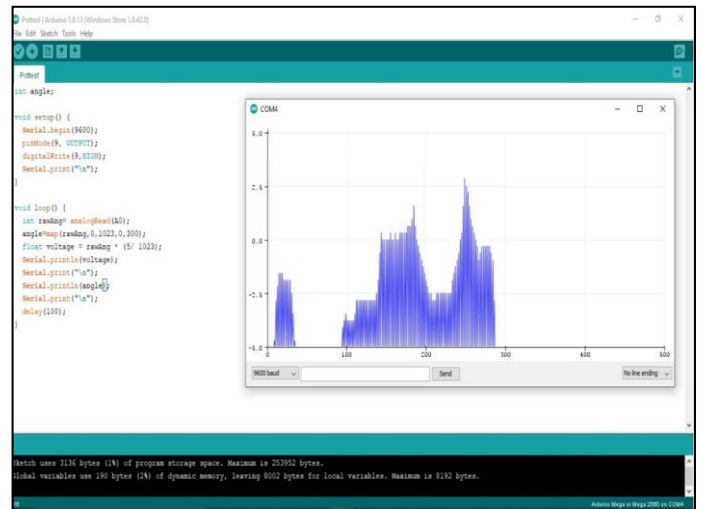 Pottest | Arduino 1.8.13 (Windows Store 1.8.42.0)
File Edit Sketch Tools Help
Pottest
int angle;
void setup() {
Serial.begin(9600);
pinMode(9, OUTPUT);
digitalWrite(9,HIGH);
Serial.print("\n");
}
void loop() {
int rawAng= analogRead(A0);
angle=map(rawAng,0,1023,0,300);
float voltage = rawAng * (5/ 1023);
Serial.println(voltage);
Serial.print("\n");
Serial.println(angle);
Serial.print("\n");
delay(100);
}
COM4
5.0
2.5
0.0
-2.5
-5.0
0 100 200 300 400 500
9600 baud Send No line ending
Sketch uses 3136 bytes (1%) of program storage space. Maximum is 253952 bytes.
Global variables use 190 bytes (2%) of dynamic memory, leaving 8002 bytes for local variables. Maximum is 8192 bytes.
Arduino Mega or Mega 2560 on COM4